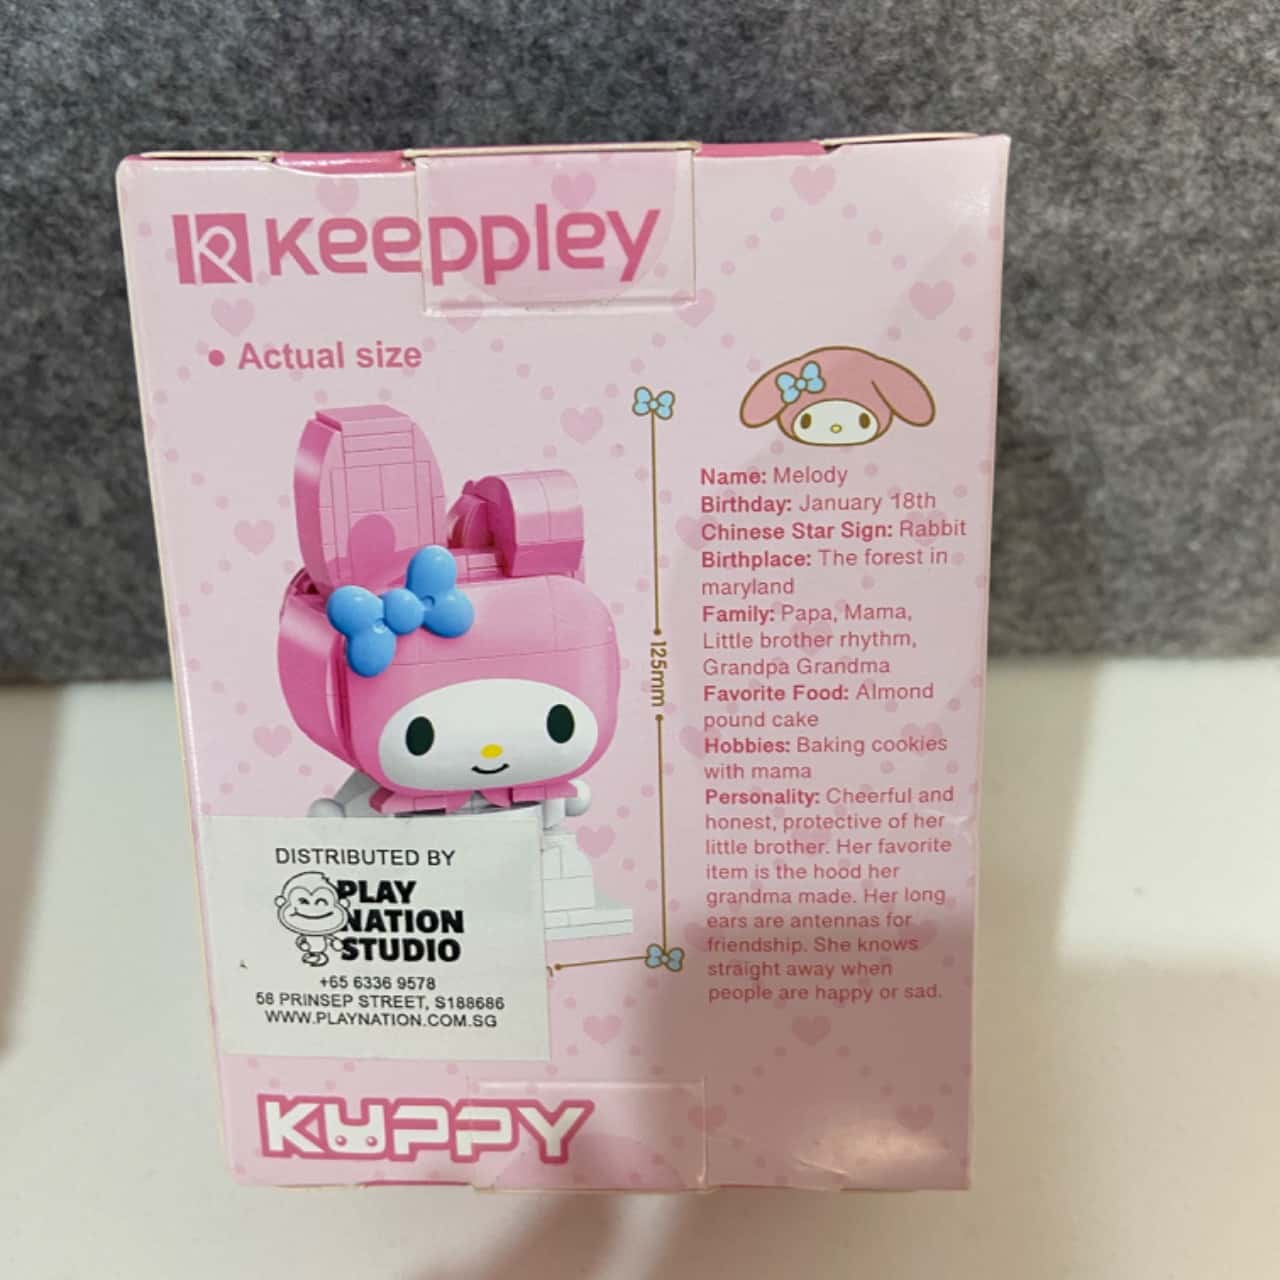 Keeppley
• Actual size
125mm
Name: Melody
Birthday: January 18th
Chinese Star Sign: Rabbit
Birthplace: The forest in
maryland
Family: Papa, Mama,
Little brother rhythm,
Grandpa Grandma
Favorite Food: Almond
pound cake
Hobbies: Baking cookies
with mama
Personality: Cheerful and
honest, protective of her
little brother. Her favorite
item is the hood her
grandma made. Her long
ears are antennas for
friendship. She knows
straight away when
people are happy or sad.
DISTRIBUTED BY
PLAY
NATION
STUDIO
+65 6336 9578
58 PRINSEP STREET, S188686
WWW.PLAYNATION.COM.SG
KUPPY